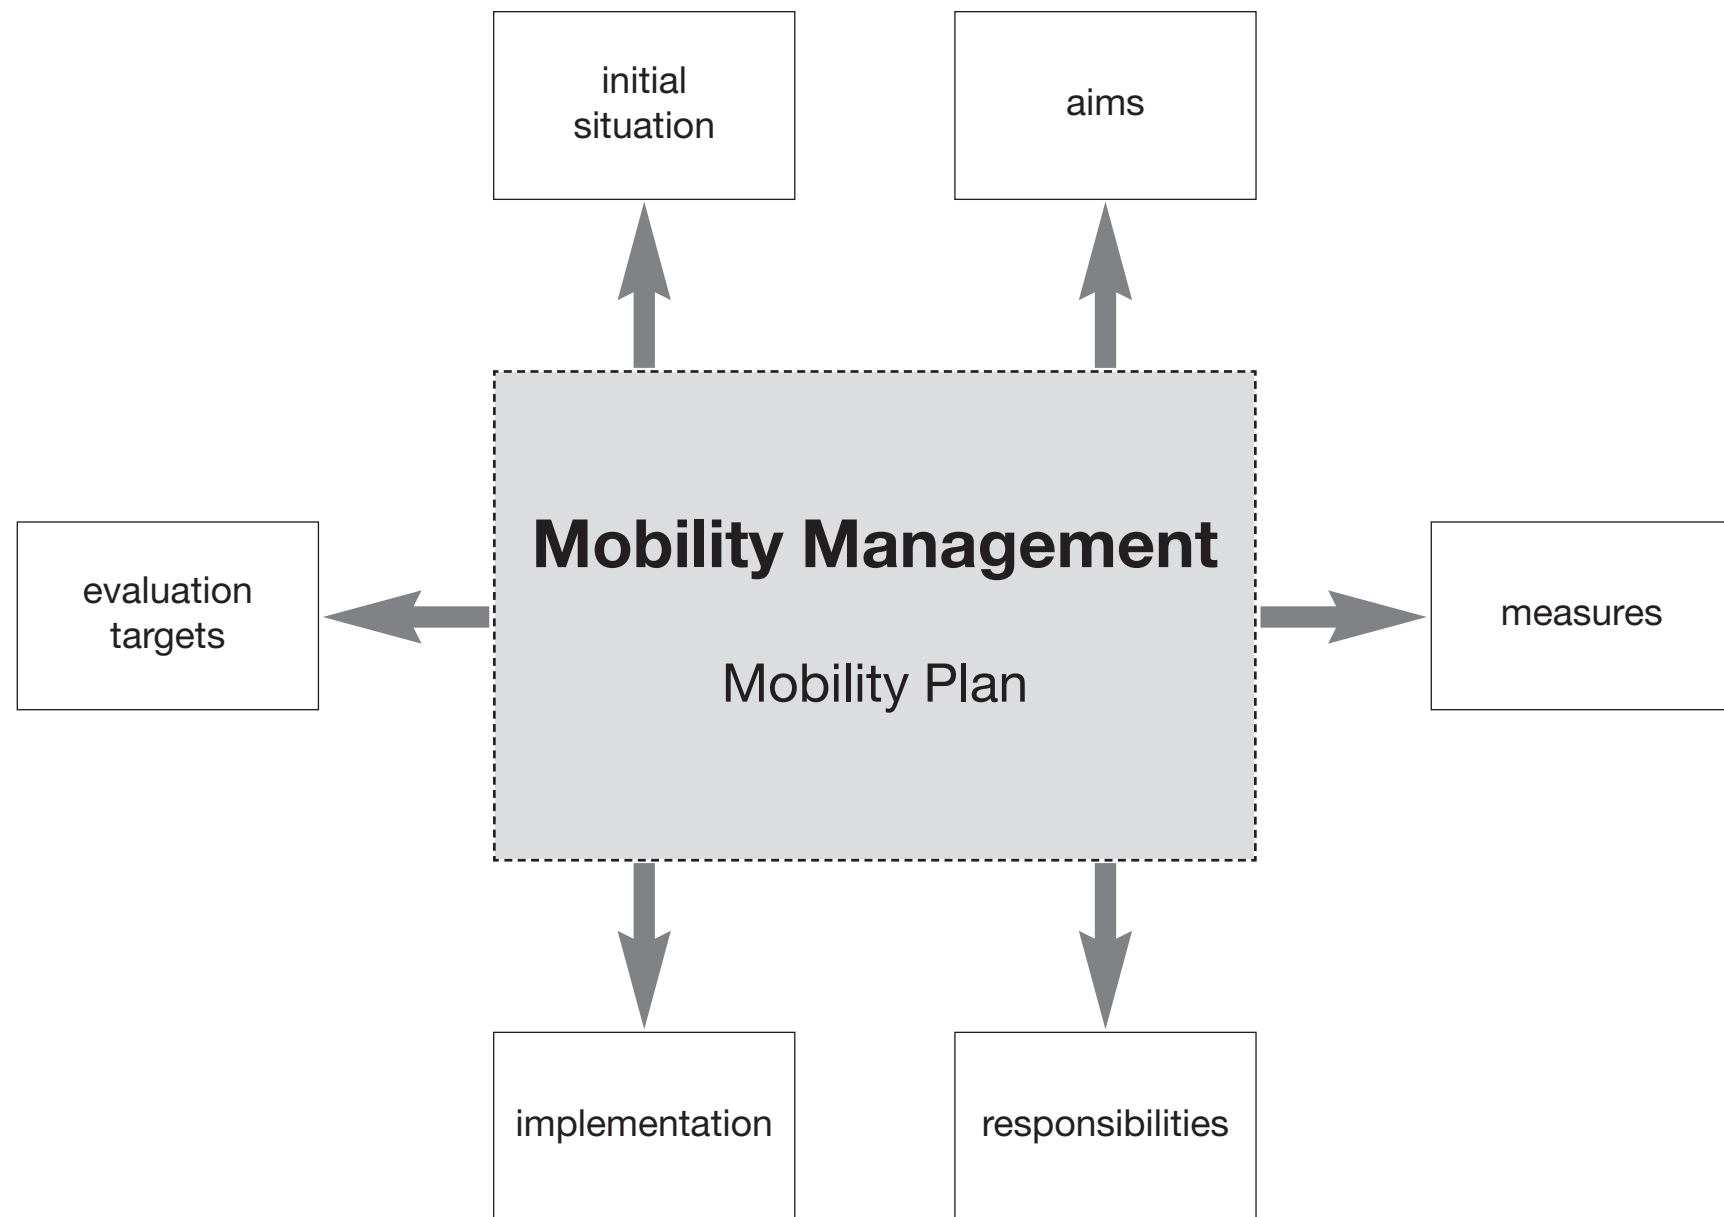 initial
situation
aims
Mobility Management
Mobility Plan
evaluation
targets
measures
implementation
responsibilities